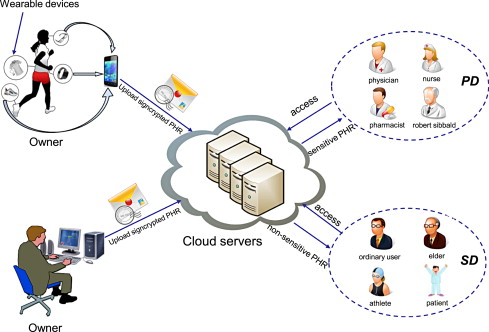 Wearable devices
Owner
Upload signcrypted PHR
Upload signcrypted PHR
Owner
Cloud servers
access
sensitive PHR
access
non-sensitive PHR
physician
nurse
PD
pharmacist
robert sibbald
ordinary user
elder
SD
athlete
patient